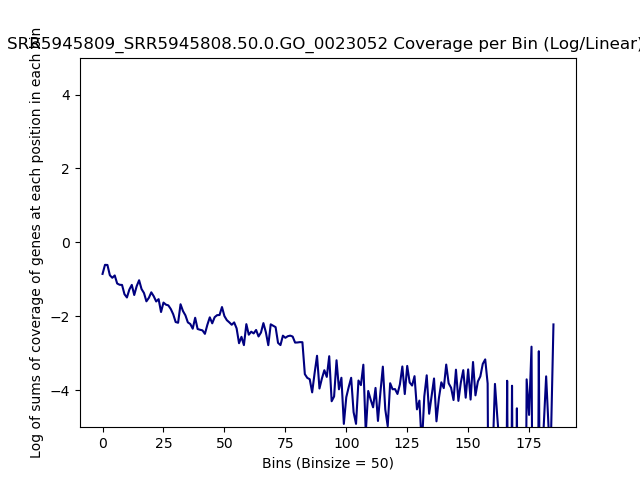 SRR5945809_SRR5945808.50.0.GO_0023052 Coverage per Bin (Log/Linear)
Log of sums of coverage of genes at each position in each bin
4
2
0
−2
−4
0 25 50 75 100 125 150 175
Bins (Binsize = 50)